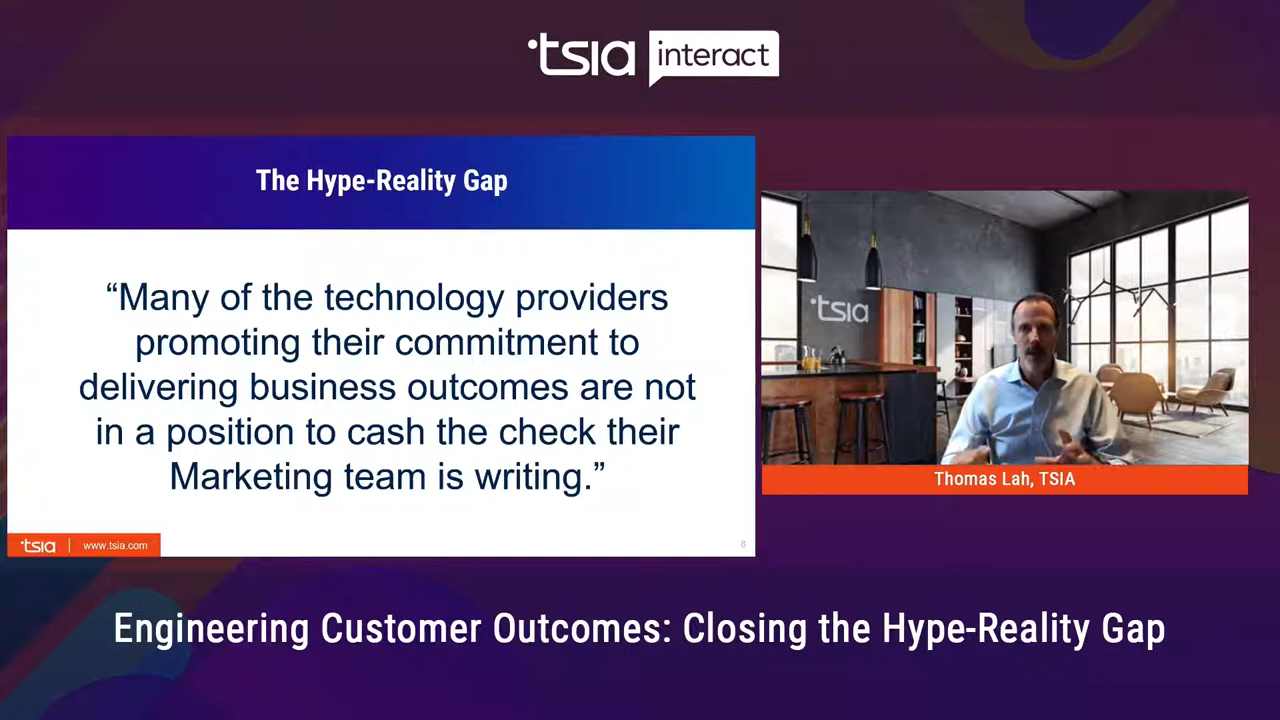 tsia interact
The Hype-Reality Gap
“Many of the technology providers
promoting their commitment to
delivering business outcomes are not
in a position to cash the check their
Marketing team is writing.”
tsia | www.tsia.com
8
tsia
Thomas Lah, TSIA
Engineering Customer Outcomes: Closing the Hype-Reality Gap